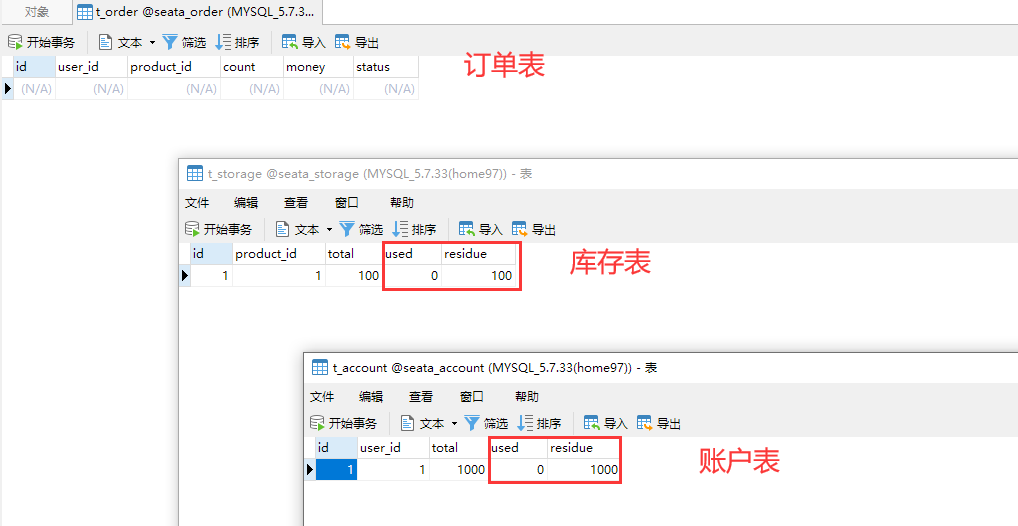 对象 t_order @seata_order (MYSQL_5.7.3...
开始事务 文本 筛选 排序 导入 导出
id user_id product_id count money status
(N/A) (N/A) (N/A) (N/A) (N/A) (N/A)
订单表
t_storage @seata_storage (MYSQL_5.7.33(home97)) - 表
文件 编辑 查看 窗口 帮助
开始事务 文本 筛选 排序 导入 导出
id product_id total used residue
1 1 100 0 100
库存表
t_account @seata_account (MYSQL_5.7.33(home97)) - 表
文件 编辑 查看 窗口 帮助
开始事务 文本 筛选 排序 导入 导出
id user_id total used residue
1 1 1000 0 1000
账户表